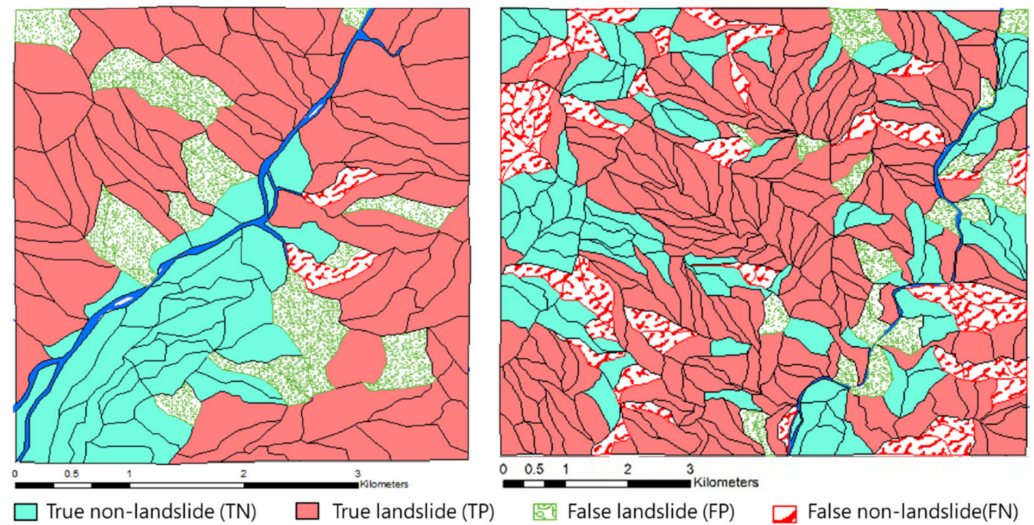 0 0.5 1 2 3
Kilometers
0 0.5 1 2 3
Kilometers
True non-landslide (TN) True landslide (TP) False landslide (FP) False non-landslide(FN)